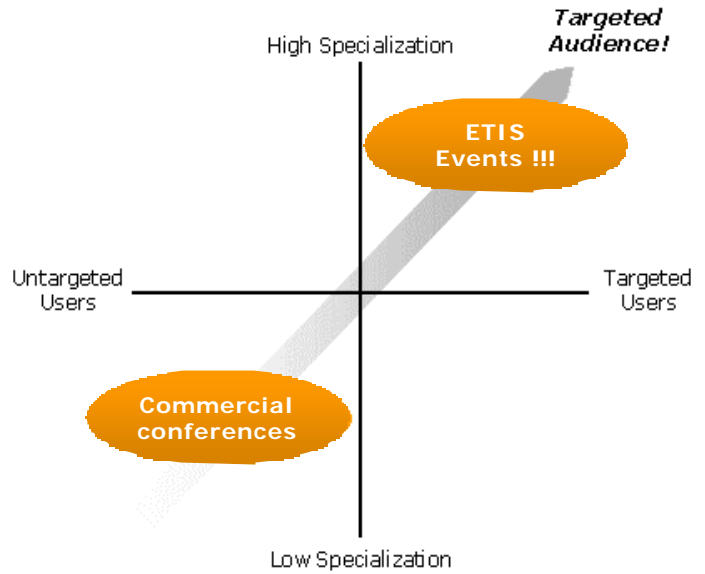 Targeted
Audience!
High Specialization
ETIS
Events !!!
Untargeted
Users
Targeted
Users
Commercial
conferences
Low Specialization